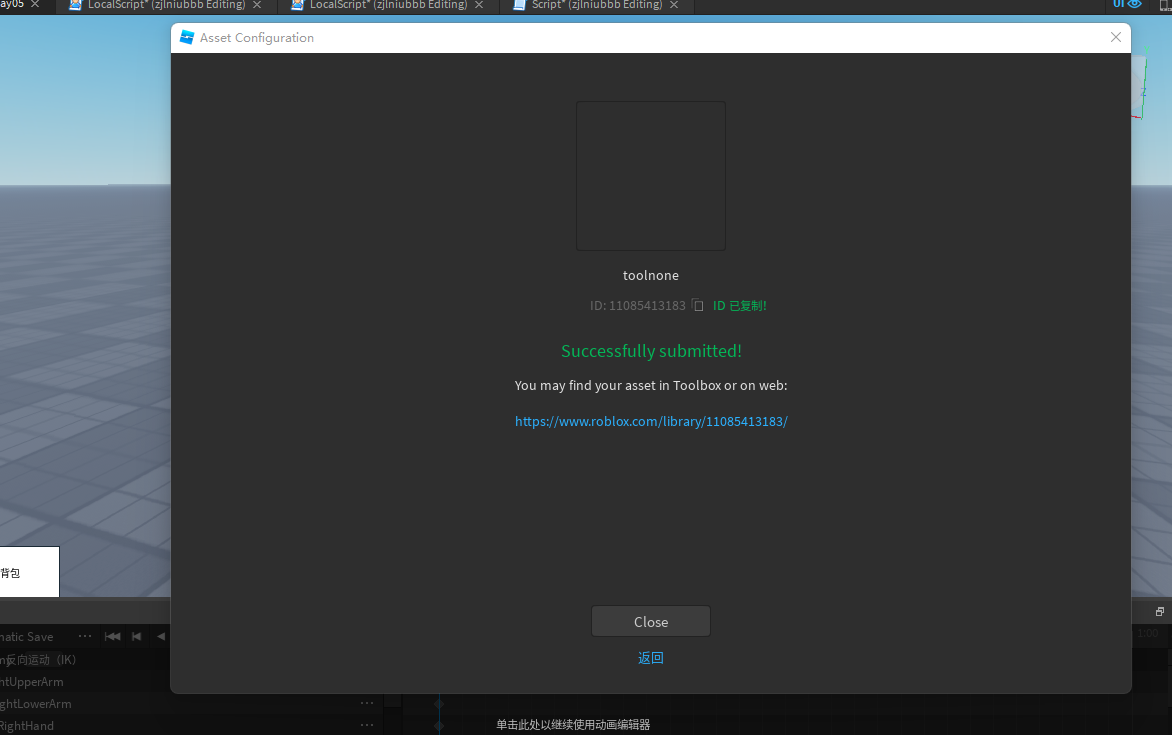 ay05
LocalScript* (zjlniubbb Editing)
LocalScript* (zjlniubbb Editing)
Script* (zjlniubbb Editing)
UI
Asset Configuration
Z
toolnone
ID: 11085413183
ID 已复制!
Successfully submitted!
You may find your asset in Toolbox or on web:
https://www.roblox.com/library/11085413183/
背包
Close
返回
matic Save
1:00
反向运动（IK）
htUpperArm
ghtLowerArm
RightHand
单击此处以继续使用动画编辑器